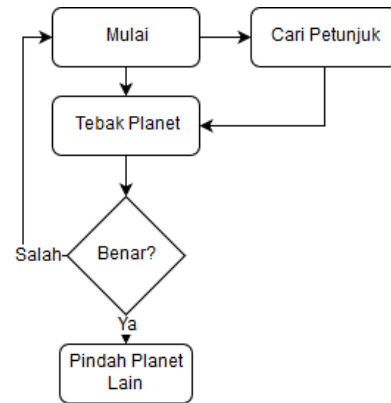 Mulai
Cari Petunjuk
Tebak Planet
Benar?
Salah
Ya
Pindah Planet
Lain